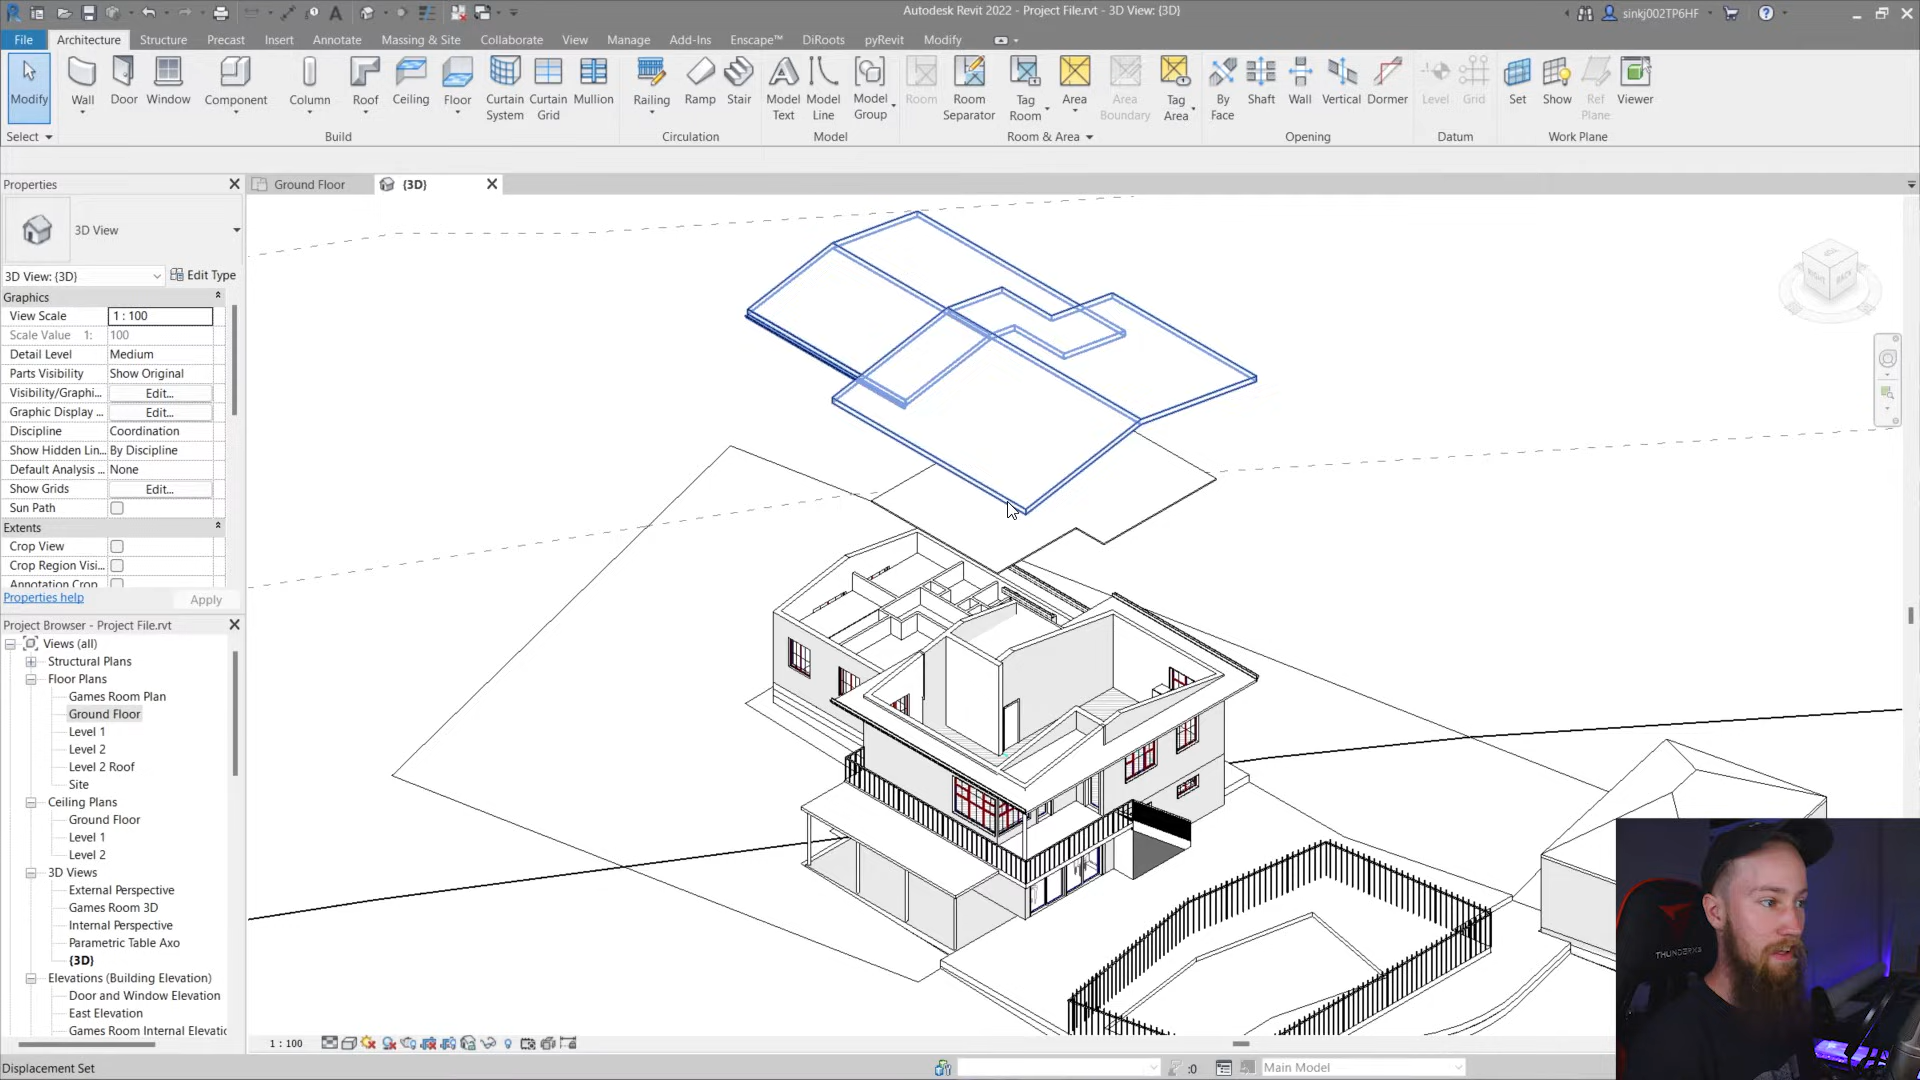 Autodesk Revit 2022 - Project File.rvt - 3D View: {3D}
sinkj002TP6HF
File Architecture Structure Precast Insert Annotate Massing & Site Collaborate View Manage Add-Ins Enscape™ DiRoots pyRevit Modify
Modify Wall Door Window Component Column Roof Ceiling Floor Curtain System Curtain Grid Mullion Railing Ramp Stair Model Text Model Line Model Group Room Room Separator Tag Room Area Area Boundary Tag Area By Face Shaft Wall Vertical Dormer Level Grid Set Show Ref Plane Viewer
Select Build Circulation Model Room & Area Opening Datum Work Plane
Properties
Ground Floor {3D}
3D View
3D View: {3D} Edit Type
Graphics
View Scale 1 : 100
Scale Value 1: 100
Detail Level Medium
Parts Visibility Show Original
Visibility/Graphi... Edit...
Graphic Display ... Edit...
Discipline Coordination
Show Hidden Lin... By Discipline
Default Analysis ... None
Show Grids Edit...
Sun Path
Extents
Crop View
Crop Region Visi...
Annotation Crop
Properties help Apply
Project Browser - Project File.rvt
Views (all)
Structural Plans
Floor Plans
Games Room Plan
Ground Floor
Level 1
Level 2
Level 2 Roof
Site
Ceiling Plans
Ground Floor
Level 1
Level 2
3D Views
External Perspective
Games Room 3D
Internal Perspective
Parametric Table Axo
{3D}
Elevations (Building Elevation)
Door and Window Elevation
East Elevation
Games Room Internal Elevatio
1 : 100
Displacement Set
:0
Main Model
RIGHT
BACK
THUNDERX3